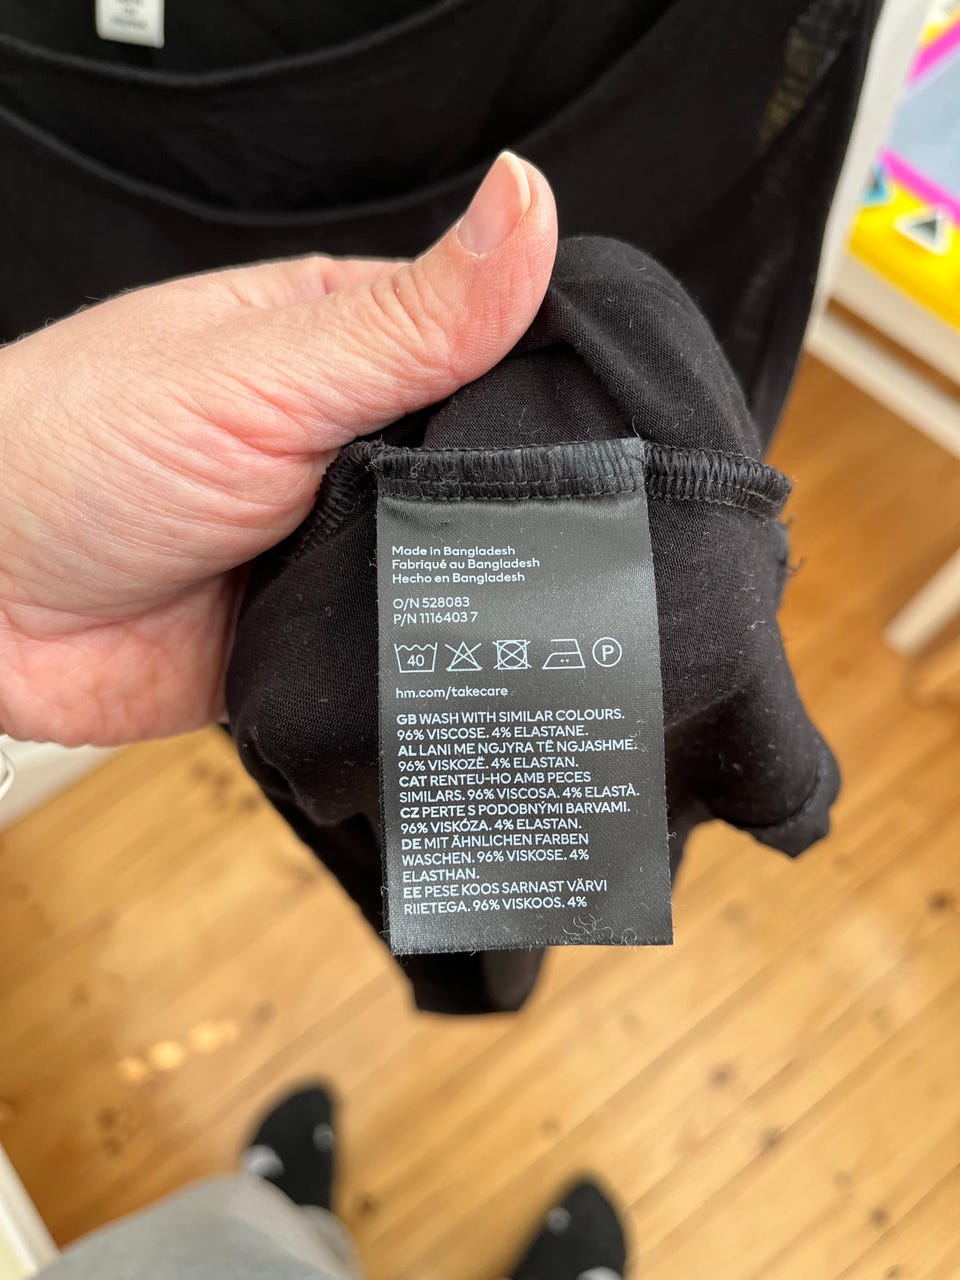 Made in Bangladesh
Fabriqué au Bangladesh
Hecho en Bangladesh
O/N 528083
P/N 1116403 7
40 P
hm.com/takecare
GB WASH WITH SIMILAR COLOURS.
96% VISCOSE. 4% ELASTANE.
AL LANI ME NGJYRA TË NGJASHME.
96% VISKOZË. 4% ELASTAN.
CAT RENTEU-HO AMB PECES
SIMILARS. 96% VISCOSA. 4% ELASTÀ.
CZ PERTE S PODOBNÝMI BARVAMI.
96% VISKÓZA. 4% ELASTAN.
DE MIT ÄHNLICHEN FARBEN
WASCHEN. 96% VISKOSE. 4%
ELASTHAN.
EE PESE KOOS SARNAST VÄRVI
RIIETEGA. 96% VISKOOS. 4%